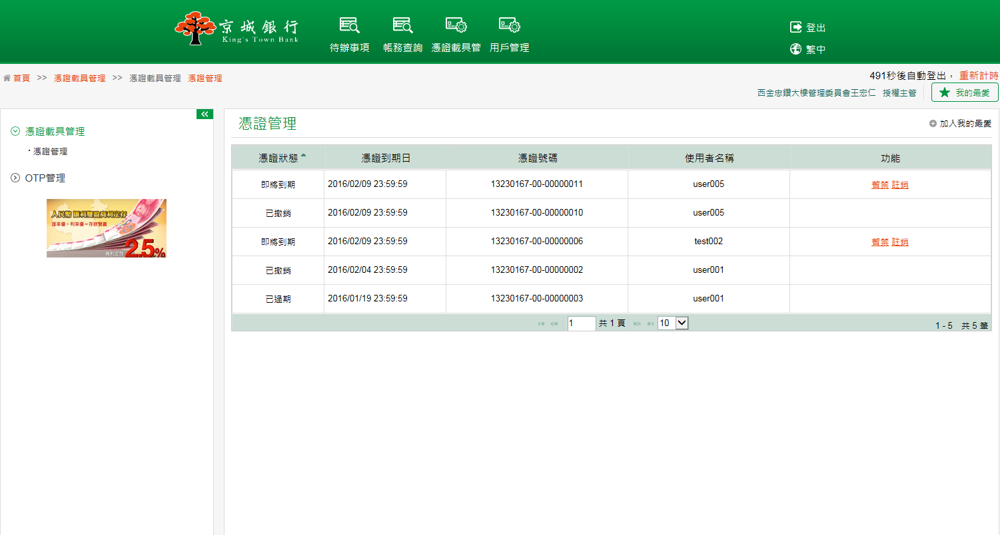 京城銀行
King's Town Bank
待辦事項 帳務查詢 憑證載具管 用戶管理
登出
繁中
首頁 >> 憑證載具管理 >> 憑證載具管理 憑證管理
491秒後自動登出， 重新計時
西金忠鑽大樓管理委員會王宏仁 授權主管
我的最愛
憑證載具管理
憑證管理
OTP管理
人民幣 匯利雙盈高利定存
匯率優＋利率優＝存款雙贏
高利定存 2.5%
憑證管理
加入我的最愛
憑證狀態 憑證到期日 憑證號碼 使用者名稱 功能
即將到期 2016/02/09 23:59:59 13230167-00-00000011 user005 暫禁 註銷
已撤銷 2016/02/09 23:59:59 13230167-00-00000010 user005
即將到期 2016/02/09 23:59:59 13230167-00-00000006 test002 暫禁 註銷
已撤銷 2016/02/04 23:59:59 13230167-00-00000002 user001
已過期 2016/01/19 23:59:59 13230167-00-00000003 user001
1 共 1 頁 10
1 - 5 共 5 筆